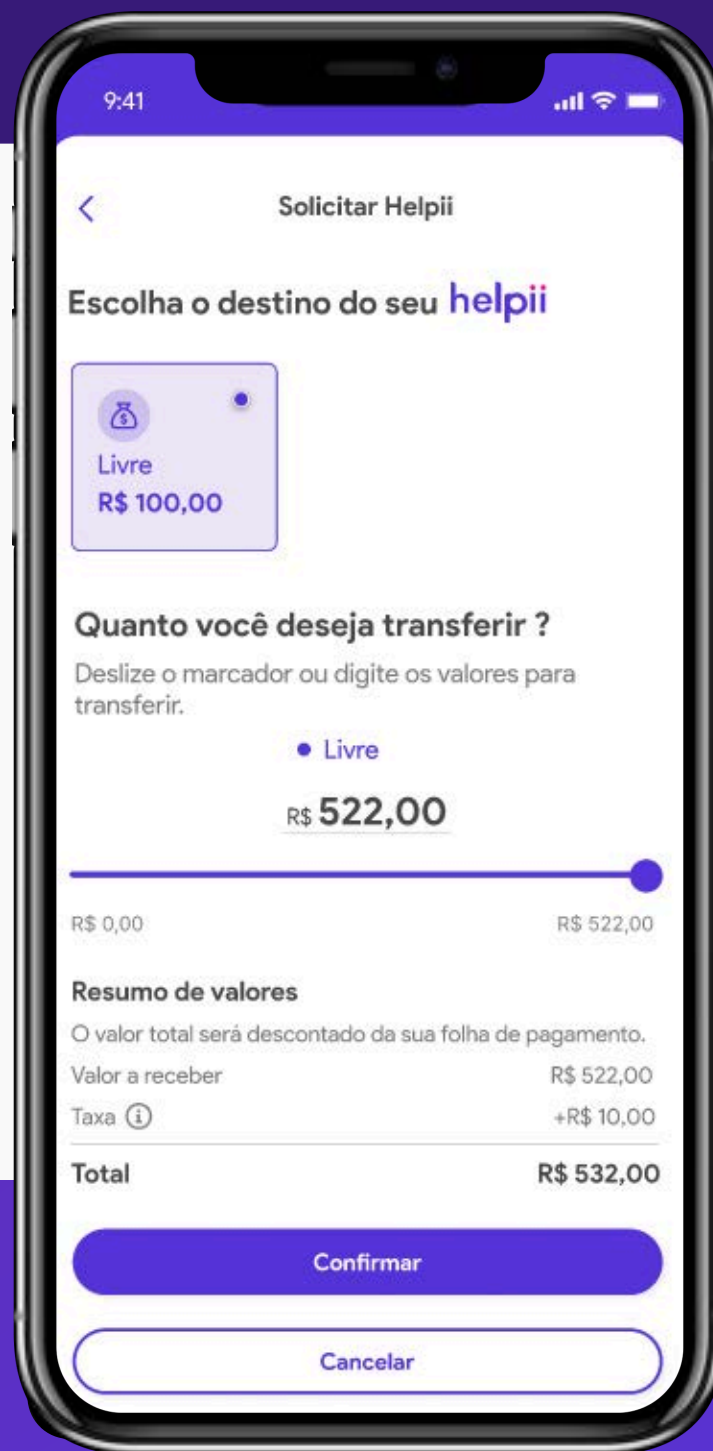 9:41
Solicitar Helpii
Escolha o destino do seu helpii
Livre
R$ 100,00
Quanto você deseja transferir ?
Deslize o marcador ou digite os valores para
transferir.
• Livre
R$ 522,00
R$ 0,00 R$ 522,00
Resumo de valores
O valor total será descontado da sua folha de pagamento.
Valor a receber R$ 522,00
Taxa i +R$ 10,00
Total R$ 532,00
Confirmar
Cancelar